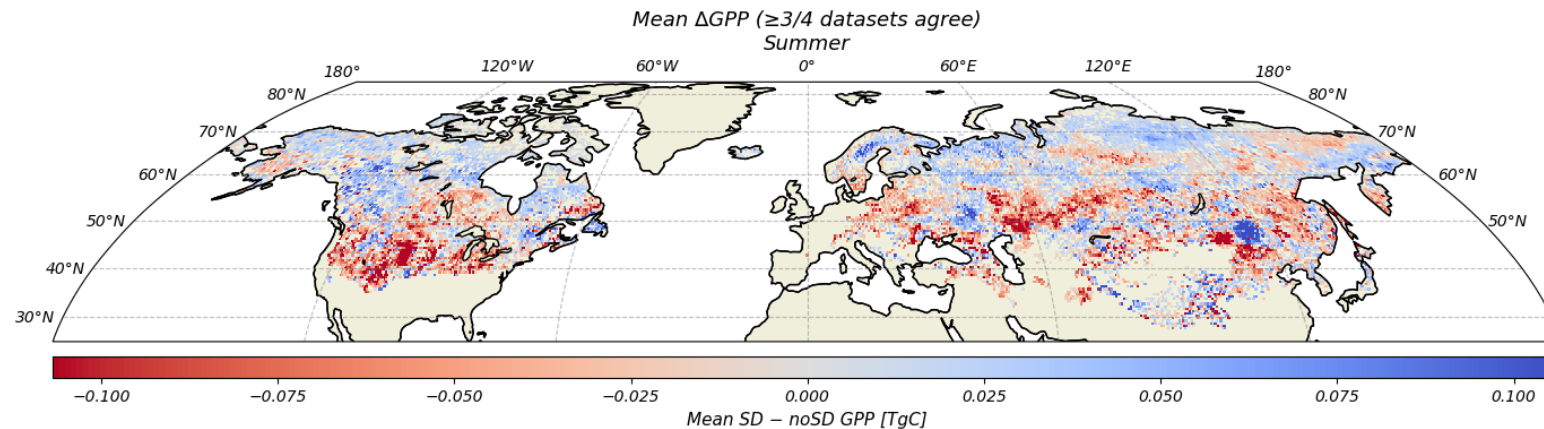 Mean ΔGPP (≥3/4 datasets agree)
Summer
180° 120°W 60°W 0° 60°E 120°E 180°
80°N 80°N
70°N 70°N
60°N 60°N
50°N 50°N
40°N
30°N
−0.100 −0.075 −0.050 −0.025 0.000 0.025 0.050 0.075 0.100
Mean SD − noSD GPP [TgC]